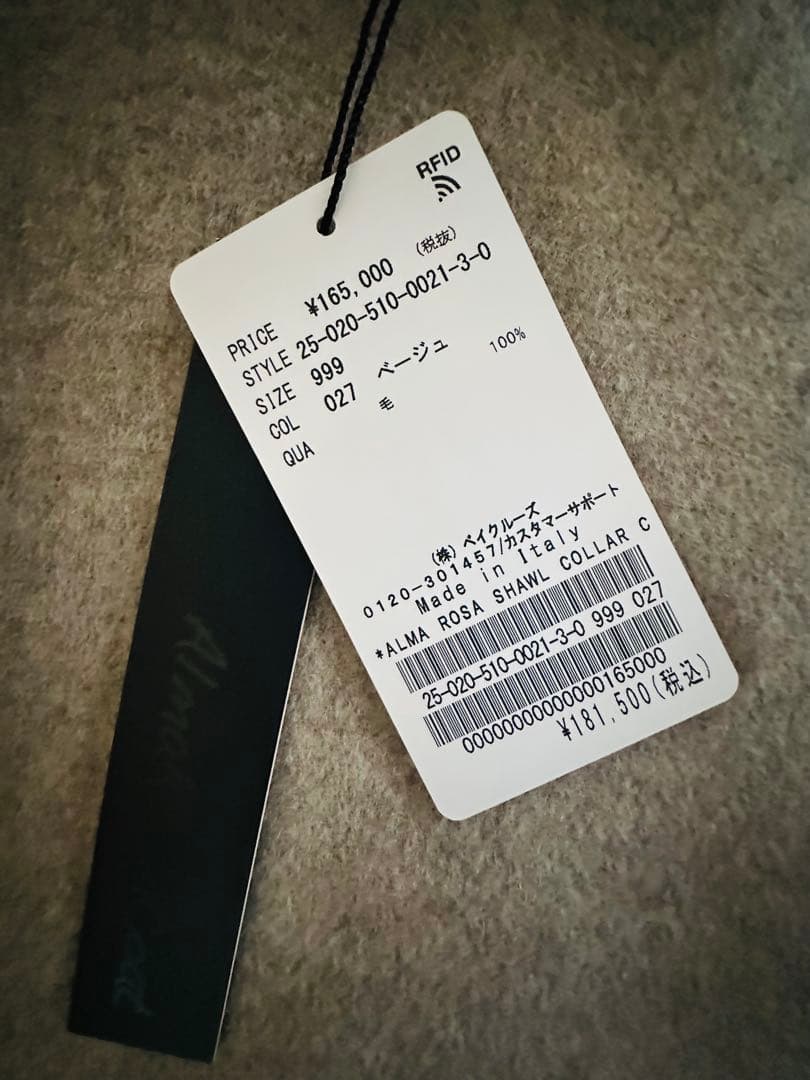 RFID
PRICE ¥165,000 (税抜)
STYLE 25-020-510-0021-3-0
SIZE 999
COL 027 ベージュ
QUA 毛 100%
(株) ベイクルーズ
0120-301457/カスタマーサポート
Made in Italy
*ALMA ROSA SHAWL COLLAR C
25-020-510-0021-3-0 999 027
0000000000000165000
¥181,500(税込)